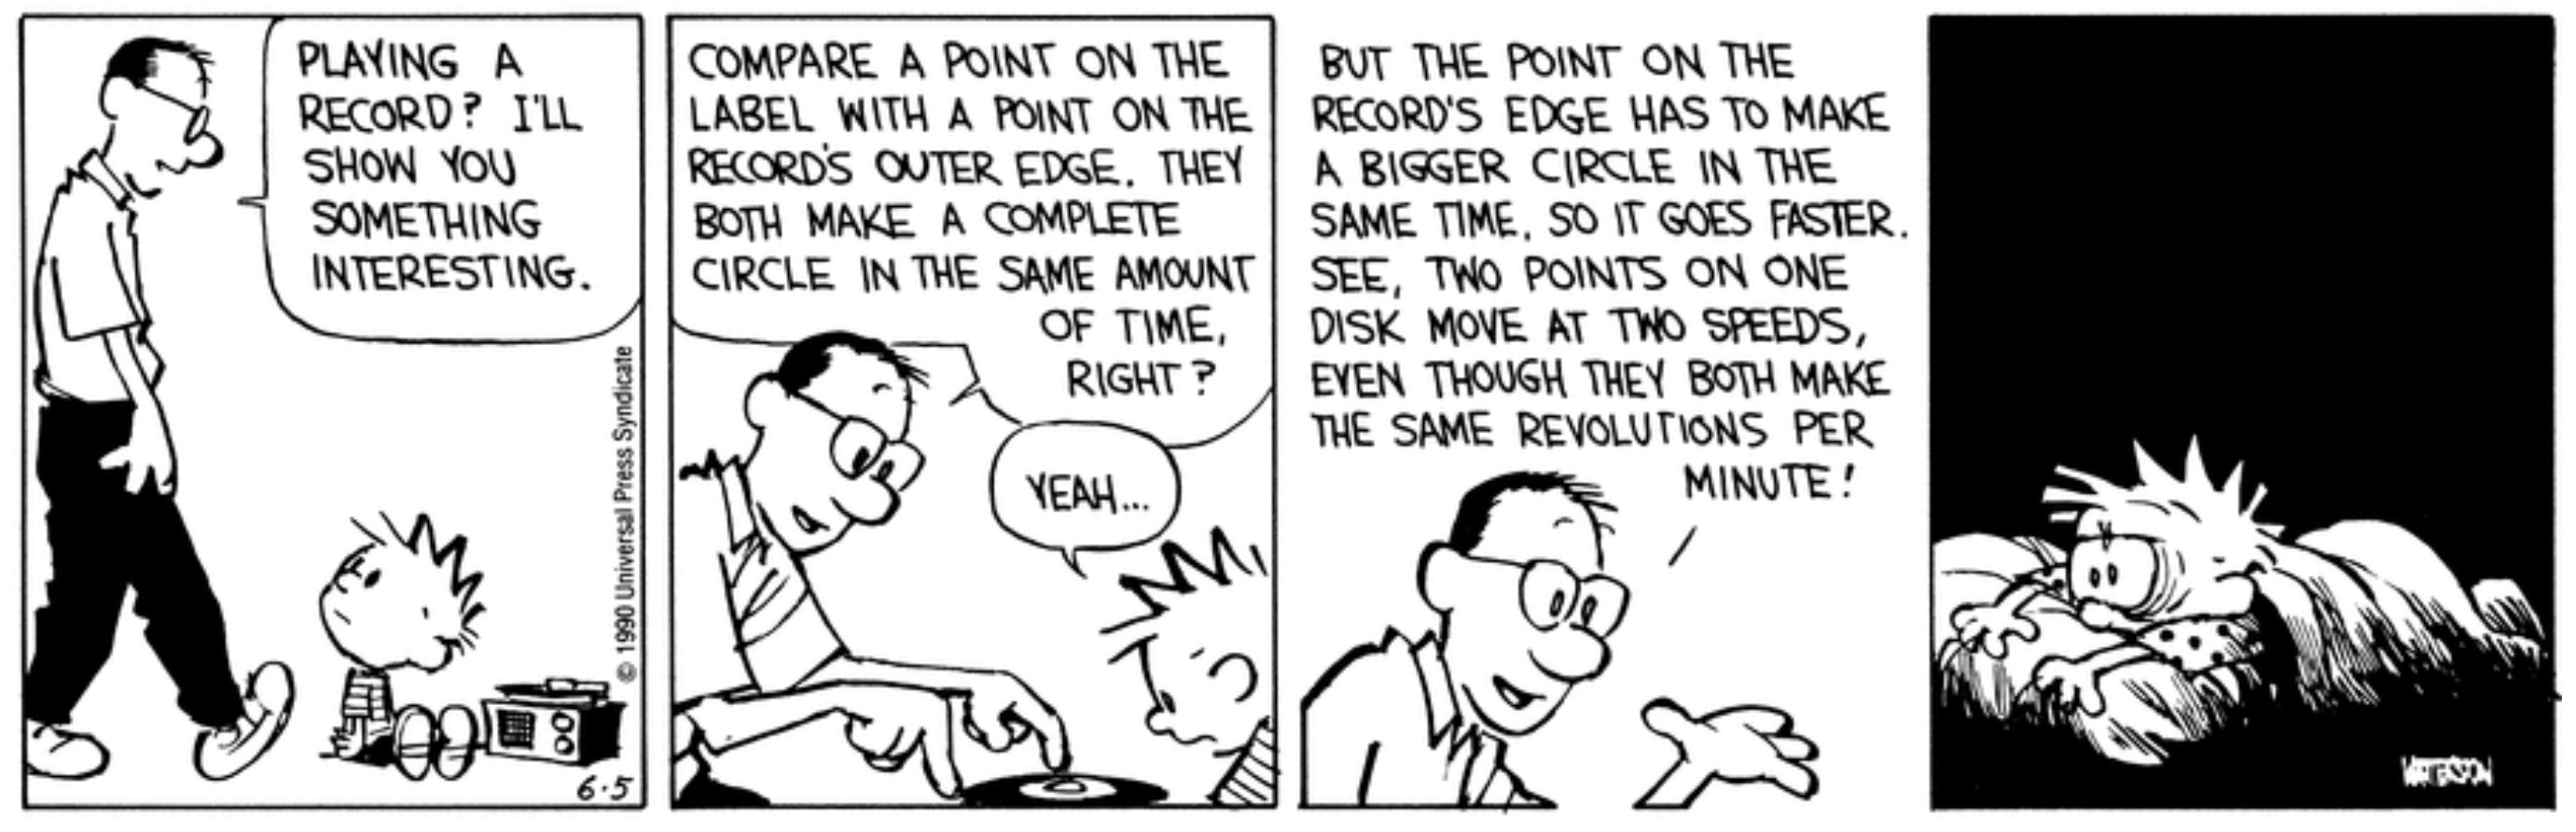 PLAYING A
RECORD? I'LL
SHOW YOU
SOMETHING
INTERESTING.
© 1990 Universal Press Syndicate
6·5
COMPARE A POINT ON THE
LABEL WITH A POINT ON THE
RECORD'S OUTER EDGE. THEY
BOTH MAKE A COMPLETE
CIRCLE IN THE SAME AMOUNT
OF TIME,
RIGHT?
YEAH...
BUT THE POINT ON THE
RECORD'S EDGE HAS TO MAKE
A BIGGER CIRCLE IN THE
SAME TIME, SO IT GOES FASTER.
SEE, TWO POINTS ON ONE
DISK MOVE AT TWO SPEEDS,
EVEN THOUGH THEY BOTH MAKE
THE SAME REVOLUTIONS PER
MINUTE!
WATTERSON